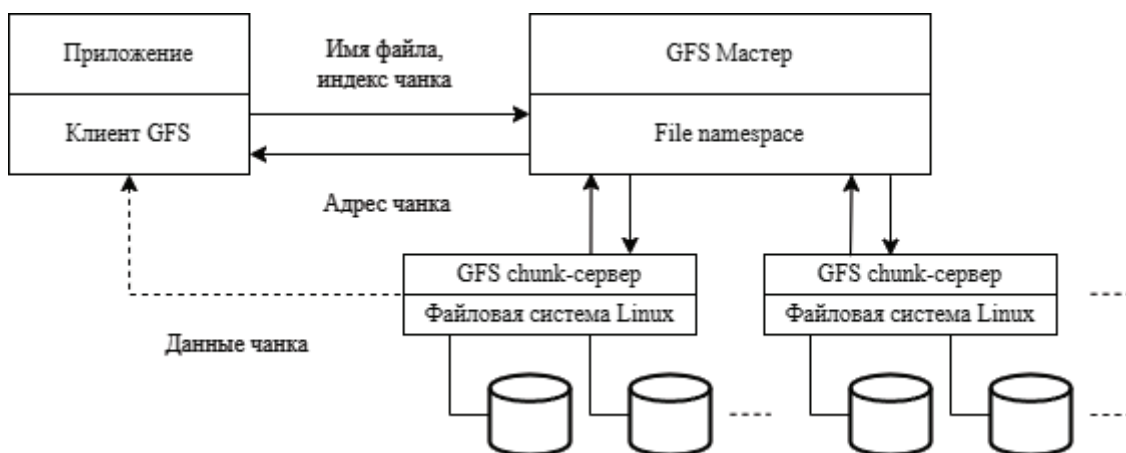 Приложение
Имя файла,
индекс чанка
GFS Мастер
Клиент GFS
File namespace
Адрес чанка
GFS chunk-сервер
Файловая система Linux
GFS chunk-сервер
Файловая система Linux
Данные чанка